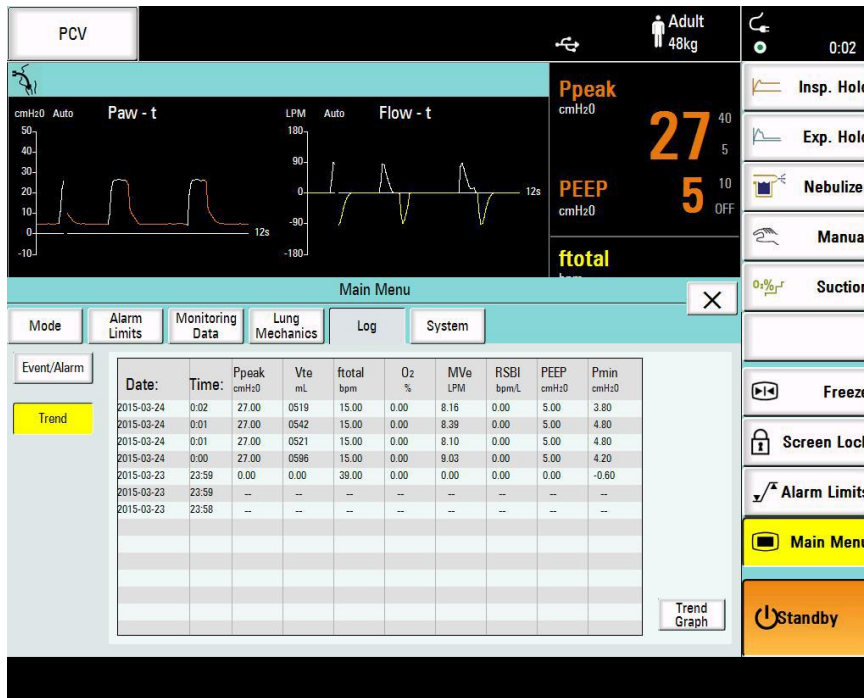 PCV
Adult
48kg
0:02
cmH20 Auto Paw - t
50
40
30
20
10
0
-10
12s
LPM Auto Flow - t
180
90
0
-90
-180
12s
Ppeak
cmH20
27
40
5
PEEP
cmH20
5
10
OFF
ftotal
Main Menu
Mode
Alarm
Limits
Monitoring
Data
Lung
Mechanics
Log
System
Event/Alarm
Trend
Date: Time: Ppeak cmH20 Vte mL ftotal bpm O2 % MVe LPM RSBI bpm/L PEEP cmH20 Pmin cmH20
2015-03-24 0:02 27.00 0519 15.00 0.00 8.16 0.00 5.00 3.80
2015-03-24 0:01 27.00 0542 15.00 0.00 8.39 0.00 5.00 4.80
2015-03-24 0:01 27.00 0521 15.00 0.00 8.10 0.00 5.00 4.80
2015-03-24 0:00 27.00 0596 15.00 0.00 9.03 0.00 5.00 4.20
2015-03-23 23:59 0.00 0.00 39.00 0.00 0.00 0.00 0.00 -0.60
2015-03-23 23:59 -- -- -- -- -- -- -- --
2015-03-23 23:58 -- -- -- -- -- -- -- --
Trend
Graph
Insp. Hold
Exp. Hold
Nebulize
Manua
O2% Suction
Freeze
Screen Lock
Alarm Limits
Main Menu
Standby